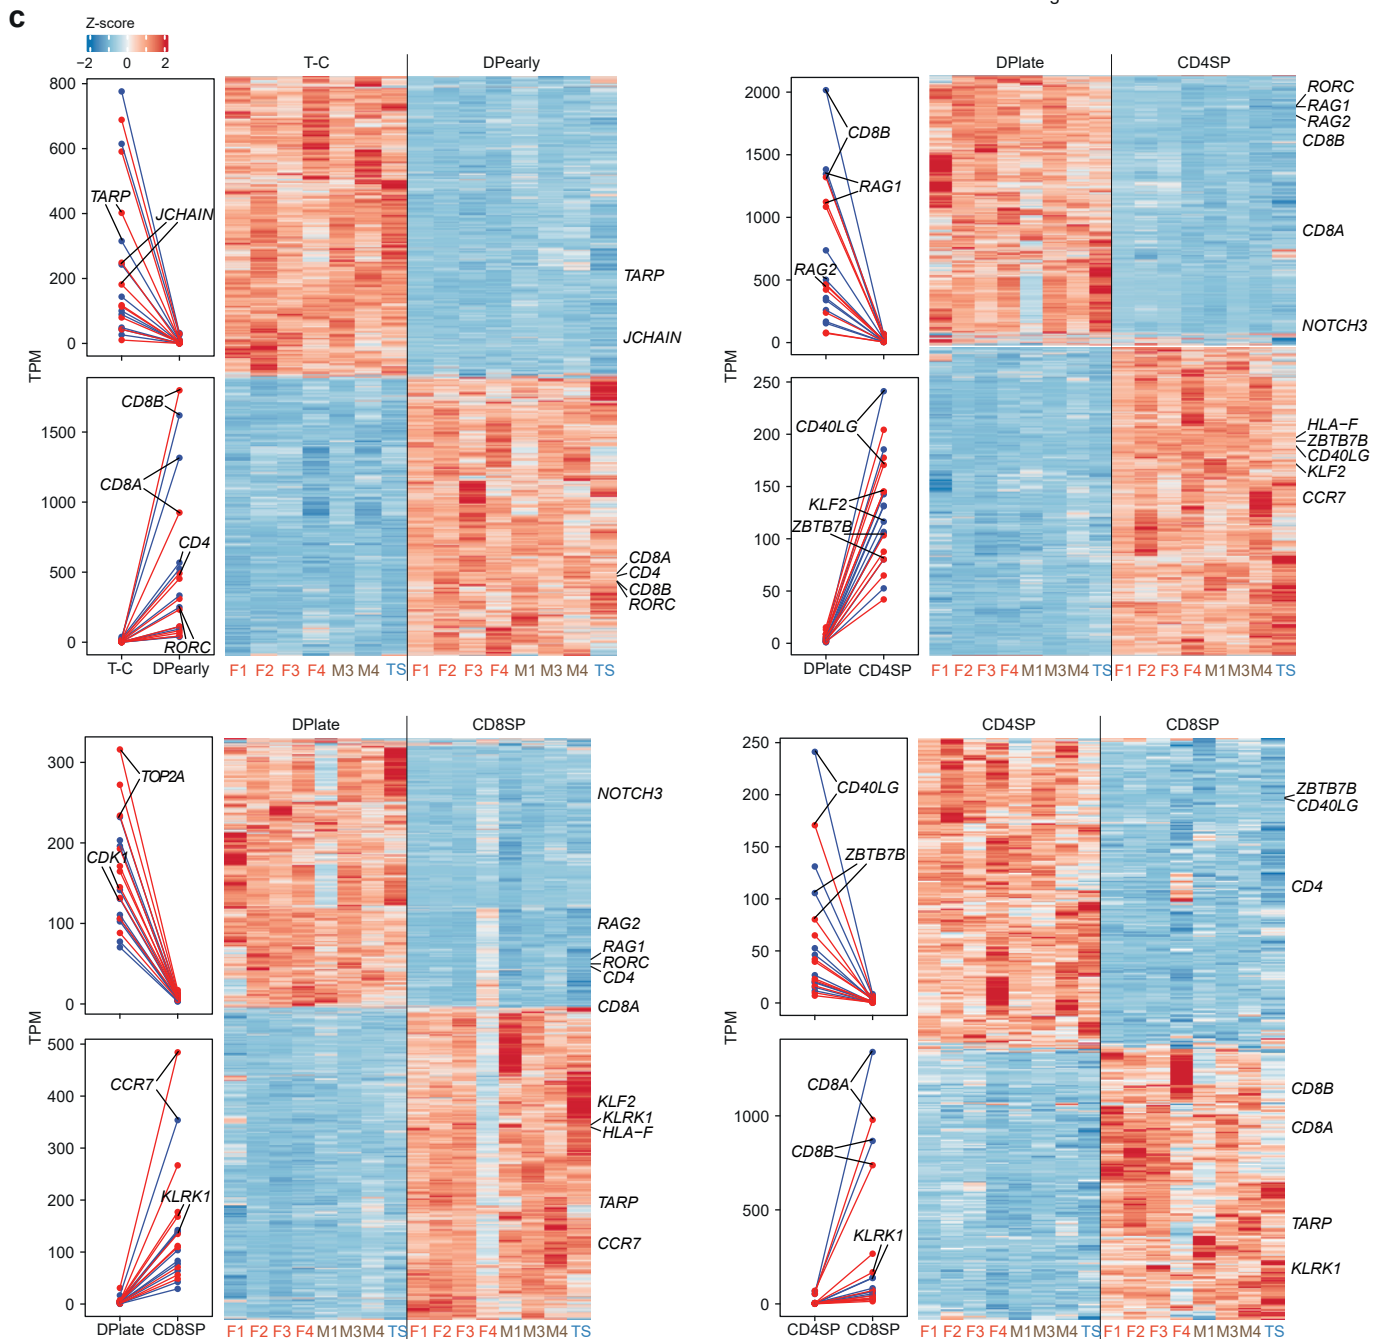 c
g
Z-score
−2 0 2
T-C DPearly
800
600
400
200
0
TARP
JCHAIN
TPM
1500
1000
500
0
CD8B
CD8A
CD4
RORC
T-C DPearly
TARP
JCHAIN
CD8A
CD4
CD8B
RORC
F1 F2 F3 F4 M3 M4 TS F1 F2 F3 F4 M1 M3 M4 TS
DPlate CD4SP
2000
1500
1000
500
0
CD8B
RAG1
RAG2
TPM
250
200
150
100
50
0
CD40LG
KLF2
ZBTB7B
DPlate CD4SP
RORC
RAG1
RAG2
CD8B
CD8A
NOTCH3
HLA−F
ZBTB7B
CD40LG
KLF2
CCR7
F1 F2 F3 F4 M1 M3 M4 TS F1 F2 F3 F4 M1 M3 M4 TS
DPlate CD8SP
300
200
100
0
TOP2A
CDK1
TPM
500
400
300
200
100
0
CCR7
KLRK1
DPlate CD8SP
NOTCH3
RAG2
RAG1
RORC
CD4
CD8A
KLF2
KLRK1
HLA−F
TARP
CCR7
F1 F2 F3 F4 M1 M3 M4 TS F1 F2 F3 F4 M1 M3 M4 TS
CD4SP CD8SP
250
200
150
100
50
0
CD40LG
ZBTB7B
TPM
1000
500
0
CD8A
CD8B
KLRK1
CD4SP CD8SP
ZBTB7B
CD40LG
CD4
CD8B
CD8A
TARP
KLRK1
F1 F2 F3 F4 M1 M3 M4 TS F1 F2 F3 F4 M1 M3 M4 TS